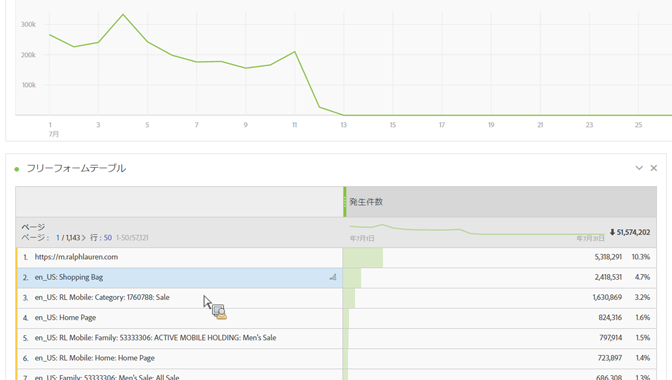 300k
200k
100k
1 3 5 7 9 11 13 15 17 19 21 23 25
7月
フリーフォームテーブル
発生件数
ページ
ページ： 1 / 1,143 > 行：50 1-50/57,121
年7月1日 年7月31日
51,574,202
1. https://m.ralphlauren.com 5,318,291 10.3%
2. en_US: Shopping Bag 2,418,531 4.7%
3. en_US: RL Mobile: Category: 1760788: Sale 1,630,869 3.2%
4. en_US: Home Page 824,316 1.6%
5. en_US: RL Mobile: Family: 53333306: ACTIVE MOBILE HOLDING: Men's Sale 797,914 1.5%
6. en_US: RL Mobile: Home: Home Page 723,897 1.4%
7. en_US: Family: 53333306: Men's Sale: All Sale 686,308 1.3%